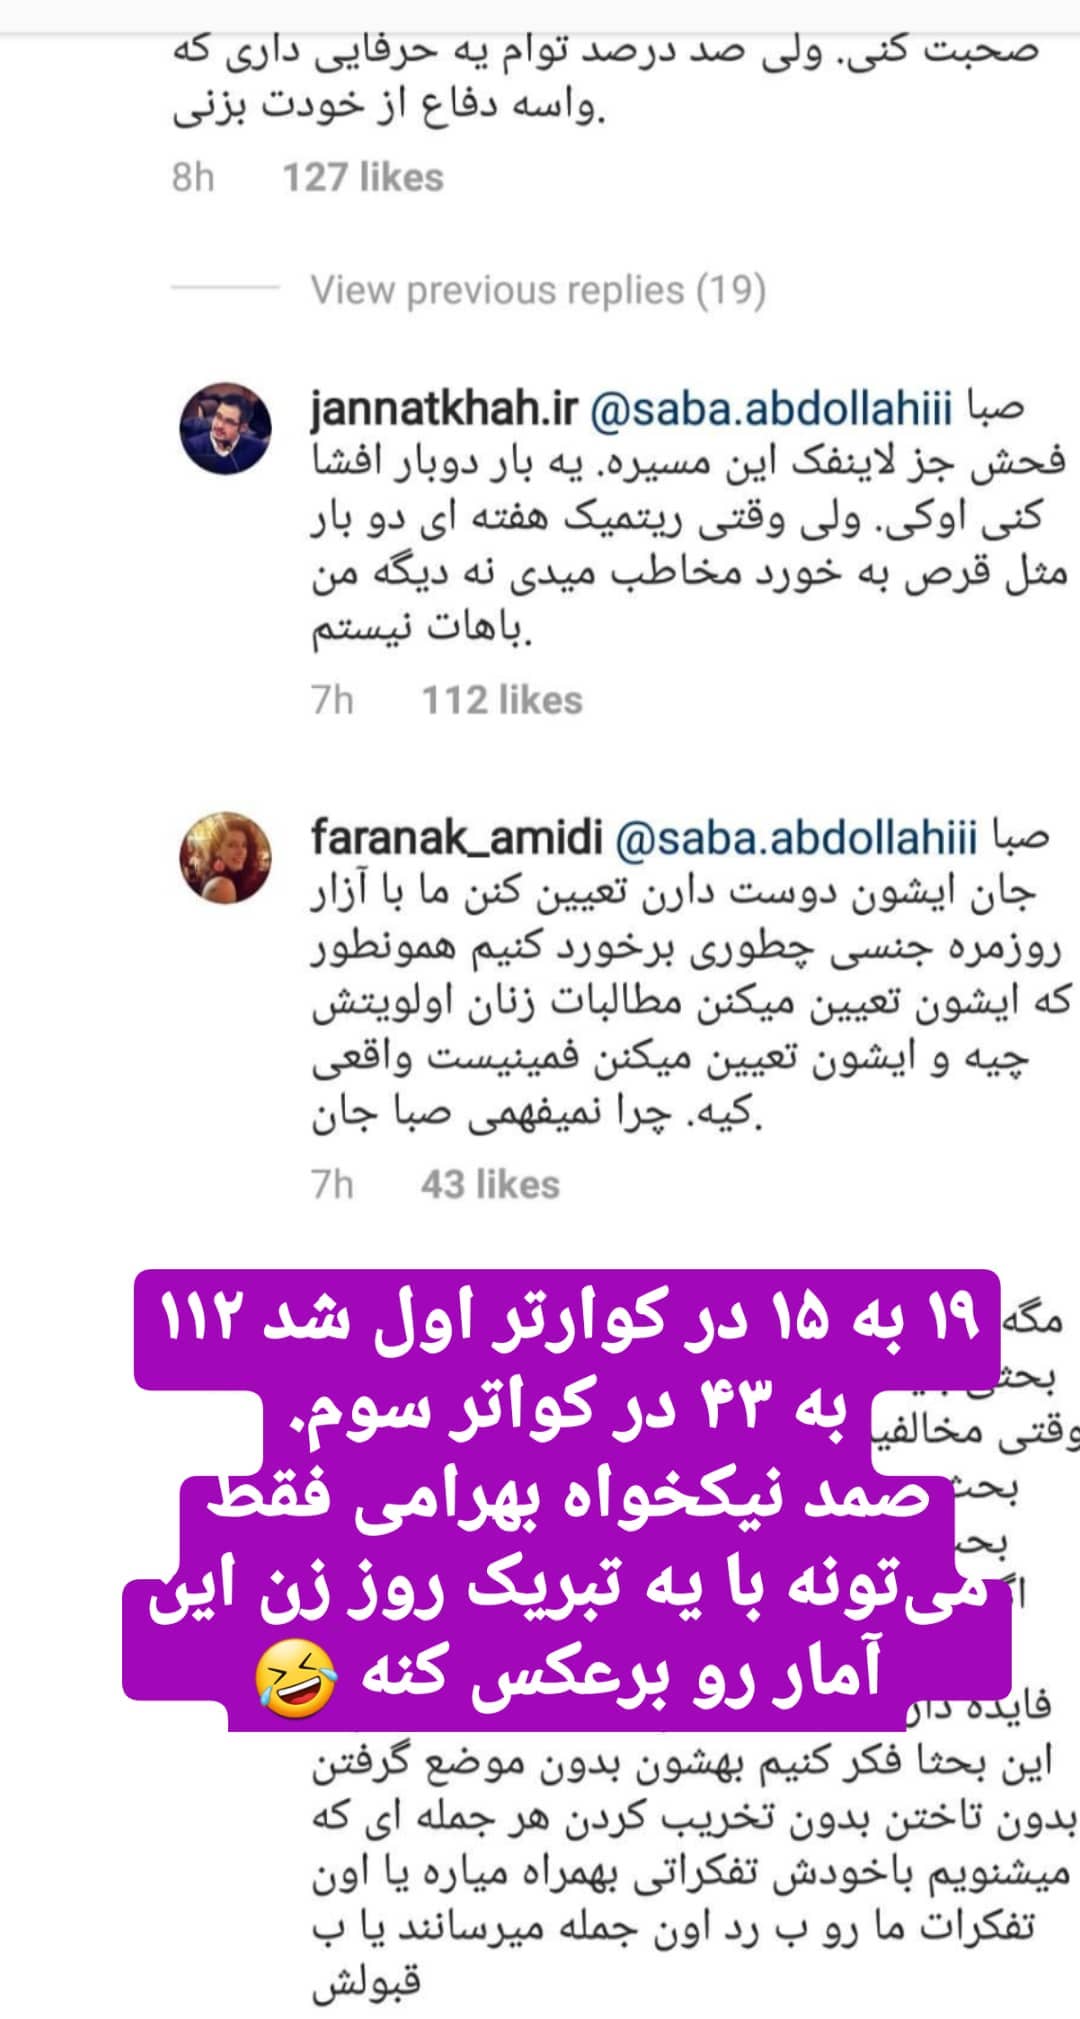 صحبت کنی. ولی صد درصد توام یه حرفایی داری که
واسه دفاع از خودت بزنی.
8h 127 likes
View previous replies (19)
jannatkhah.ir @saba.abdollahiii صبا
فحش جز لاینفک این مسیره. یه بار دوبار افشا
کنی اوکی. ولی وقتی ریتمیک هفته ای دو بار
مثل قرص به خورد مخاطب میدی نه دیگه من
باهات نیستم.
7h 112 likes
faranak_amidi @saba.abdollahiii صبا
جان ایشون دوست دارن تعیین کنن ما با آزار
روزمره جنسی چطوری برخورد کنیم همونطور
که ایشون تعیین میکنن مطالبات زنان اولویتش
چیه و ایشون تعیین میکنن فمینیست واقعی
کیه. چرا نمیفهمی صبا جان.
7h 43 likes
۱۹ به ۱۵ در کوارتر اول شد ۱۱۲
به ۴۳ در کواتر سوم.
صمد نیکخواه بهرامی فقط
می‌تونه با یه تبریک روز زن این
آمار رو برعکس کنه 🤣
مگه
وقتی
بحث
فایده
این بحثا فکر کنیم بهشون بدون موضع گرفتن
بدون تاختن بدون تخریب کردن هر جمله ای که
میشنویم باخودش تفکراتی بهمراه میاره یا اون
تفکرات ما رو ب رد اون جمله میرسانند یا ب
قبولش